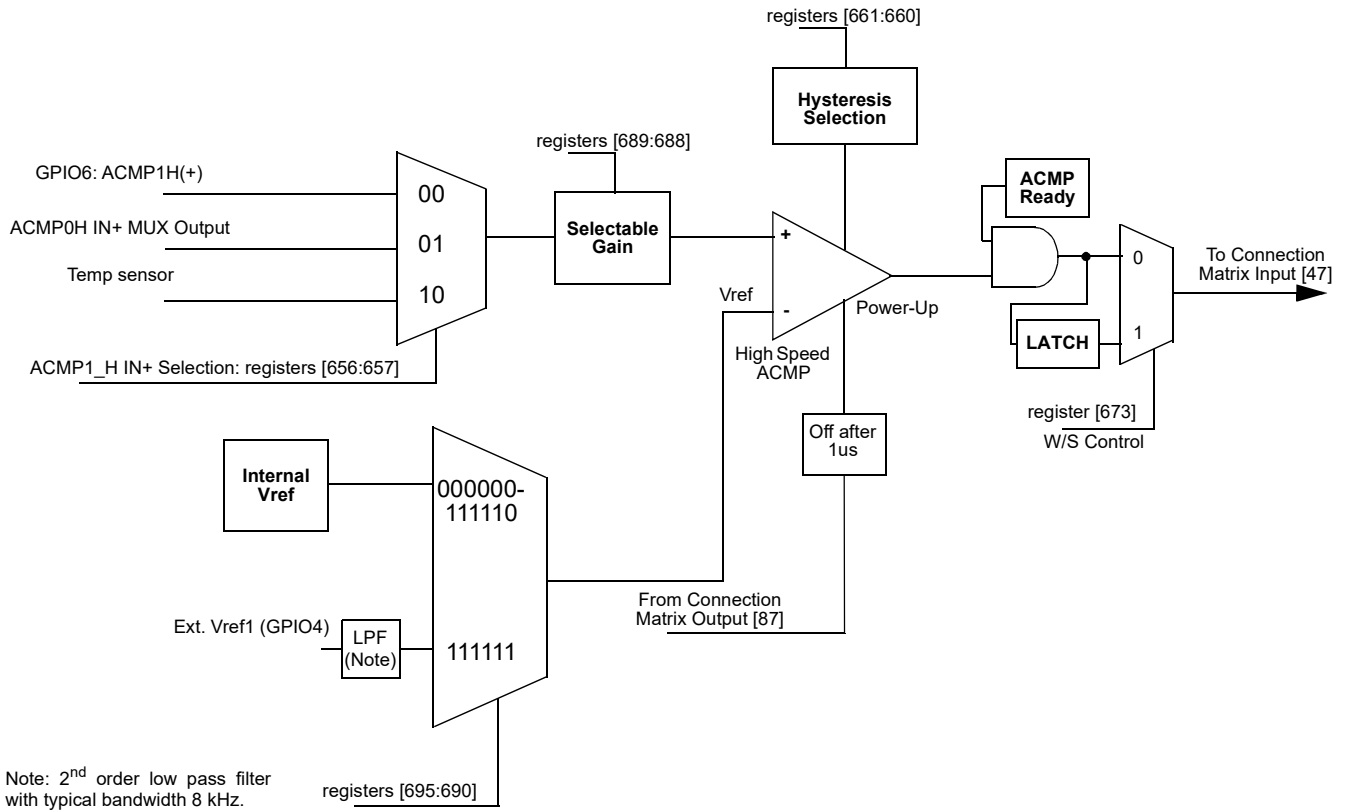 registers [661:660]
Hysteresis
Selection
registers [689:688]
GPIO6: ACMP1H(+)
00
ACMP0H IN+ MUX Output
01
Temp sensor
10
Selectable
Gain
ACMP
Ready
+
Vref
-
Power-Up
High Speed
ACMP
0
LATCH
1
To Connection
Matrix Input [47]
ACMP1_H IN+ Selection: registers [656:657]
register [673]
W/S Control
Off after
1us
Internal
Vref
000000-
111110
Ext. Vref1 (GPIO4)
LPF
(Note)
111111
From Connection
Matrix Output [87]
Note: 2nd order low pass filter
with typical bandwidth 8 kHz.
registers [695:690]